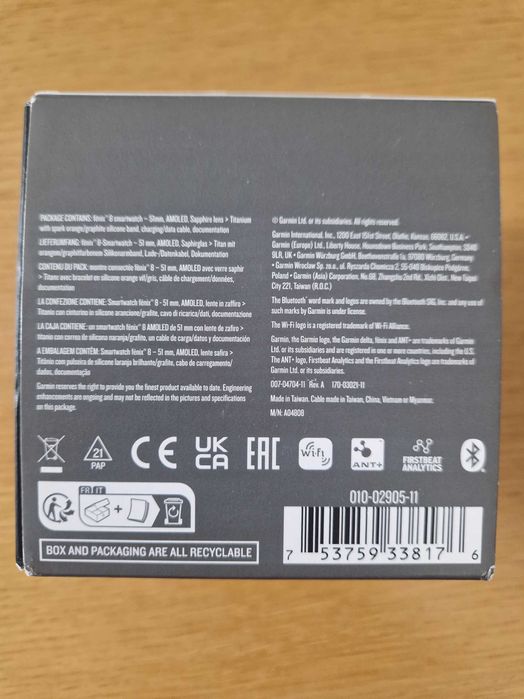 PACKAGE CONTAINS: fēnix® 8 smartwatch – 51mm, AMOLED, Sapphire lens > Titanium
with spark orange/graphite silicone band, charging/data cable, documentation
LIEFERUMFANG: fēnix® 8-Smartwatch – 51 mm, AMOLED, Saphirglas > Titan mit
orangem/graphitfarbenem Silikonarmband, Lade-/Datenkabel, Dokumentation
CONTENU DU PACK: montre connectée fēnix® 8 – 51 mm, AMOLED avec verre saphir
> Titane avec bracelet en silicone orange vif/gris, câble de chargement/données,
documentation
LA CONFEZIONE CONTIENE: Smartwatch fēnix® 8 – 51mm, AMOLED, lente in zaffiro >
Titanio con cinturino in silicone arancione/grafite, cavo di ricarica/dati, documentazione
LA CAJA CONTIENE: un smartwatch fēnix® 8 AMOLED de 51 mm con lente de zafiro >
titanio con correa de silicona naranja/grafito, un cable de carga/datos y documentación
A EMBALAGEM CONTÉM: Smartwatch fēnix® 8 – 51mm, AMOLED, lente safira >
Titânio com pulseira de silicone laranja brilhante/grafite, cabo de carregamento/
dados, documentação
Garmin reserves the right to provide you the finest product available to date. Engineering
enhancements are ongoing and may not be reflected in the pictures and specifications
on this package.
© Garmin Ltd. or its subsidiaries. All rights reserved.
Garmin International, Inc., 1200 East 151st Street, Olathe, Kansas, 66062, U.S.A •
Garmin (Europe) Ltd., Liberty House, Hounsdown Business Park, Southampton, SO40
9LR, UK • Garmin Würzburg GmbH, Beethovenstraße 1a+b, 97080 Würzburg, Germany
• Garmin Wrocław Sp. zo.o., ul. Ryszarda Chomicza 2, 55-049 Biskupice Podgórne,
Poland • Garmin (Asia) Corporation, No.68, Zhangshu 2nd Rd., Xizhi Dist., New Taipei
City 221, Taiwan (R.O.C.)
The Bluetooth® word mark and logos are owned by the Bluetooth SIG, Inc. and any use of
such marks by Garmin is under license.
The Wi-Fi logo is a trademark of Wi-Fi Alliance.
Garmin, the Garmin logo, the Garmin delta, fēnix and ANT+ are trademarks of Garmin
Ltd. or its subsidiaries and are registered in one or more countries, including the U.S.
The ANT+ logo, Firstbeat Analytics and the Firstbeat Analytics logo are trademarks of
Garmin Ltd. or its subsidiaries.
007-04704-11 Rev. A 170-03021-11
Made in Taiwan. Cable made in Taiwan, China, Vietnam or Myanmar.
M/N: A04808
21
PAP
CE
UK
CA
EAC
Wi-Fi
ANT+
FIRSTBEAT
ANALYTICS
FR IT
+
BOX AND PACKAGING ARE ALL RECYCLABLE
010-02905-11
7 53759 33817 6